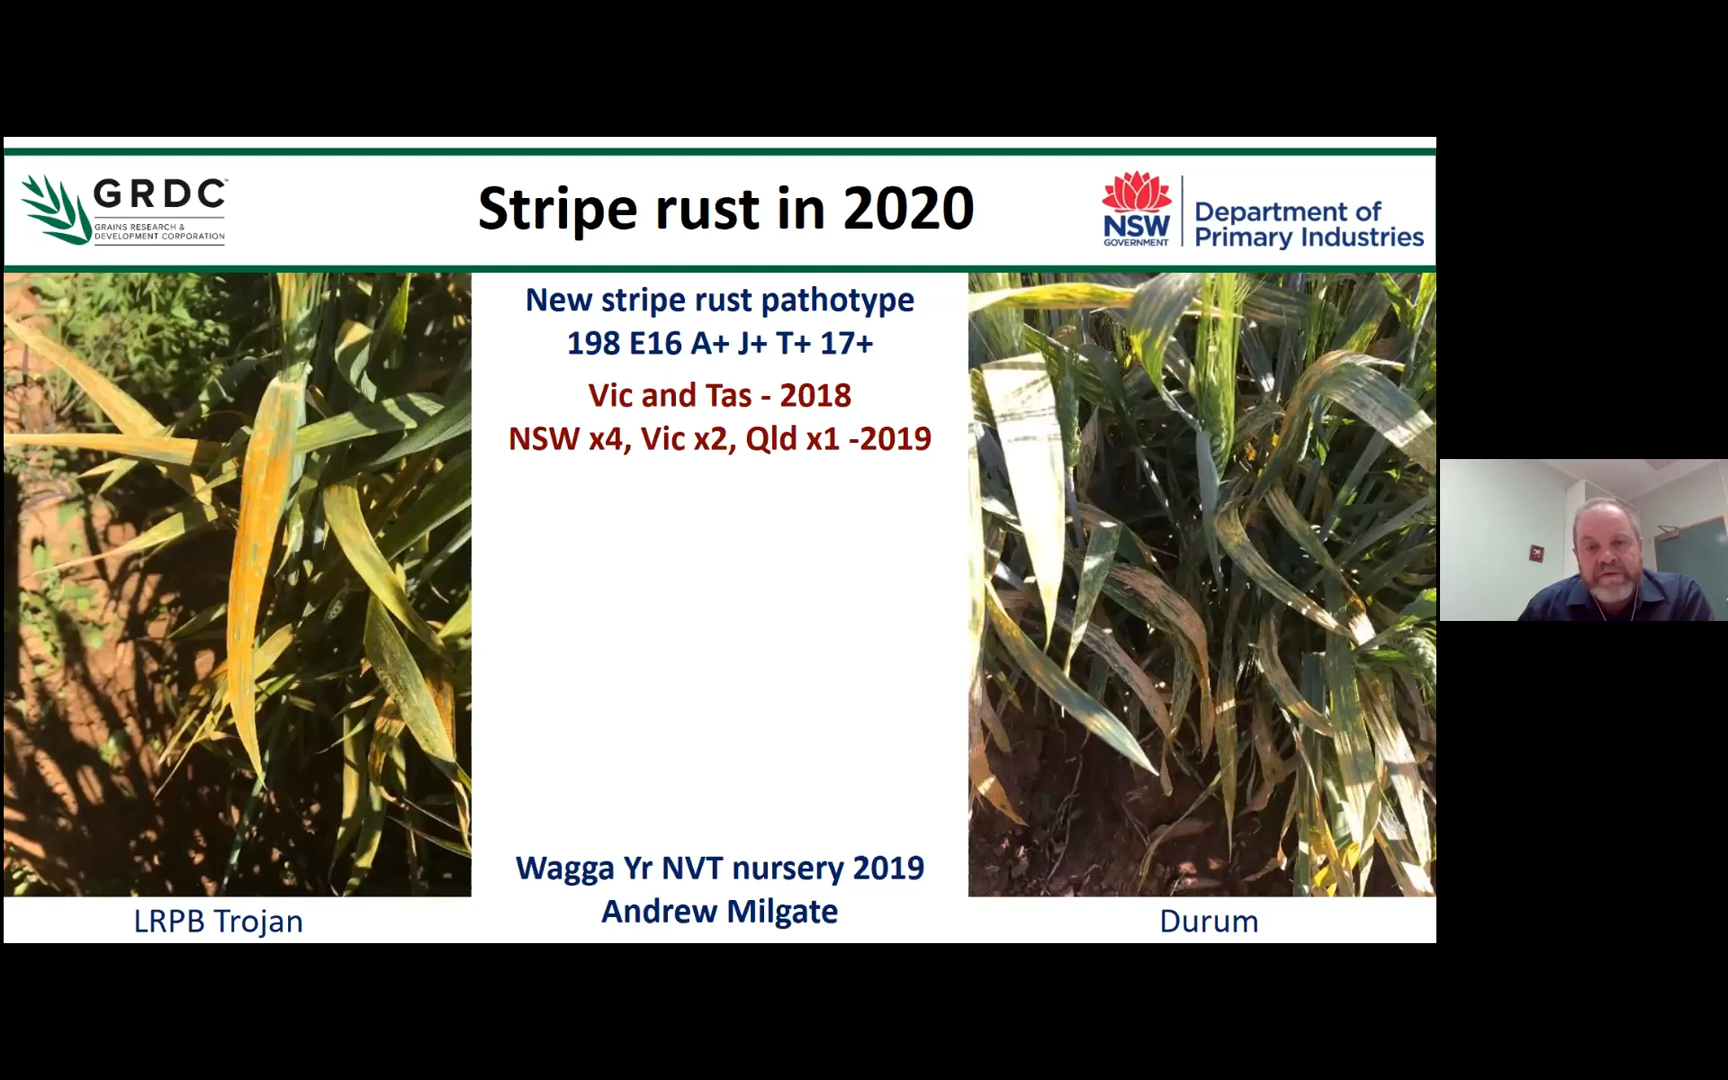 GRDC™
GRAINS RESEARCH &
DEVELOPMENT CORPORATION
Stripe rust in 2020
NSW
GOVERNMENT
Department of
Primary Industries
New stripe rust pathotype
198 E16 A+ J+ T+ 17+
Vic and Tas - 2018
NSW x4, Vic x2, Qld x1 -2019
Wagga Yr NVT nursery 2019
Andrew Milgate
LRPB Trojan
Durum